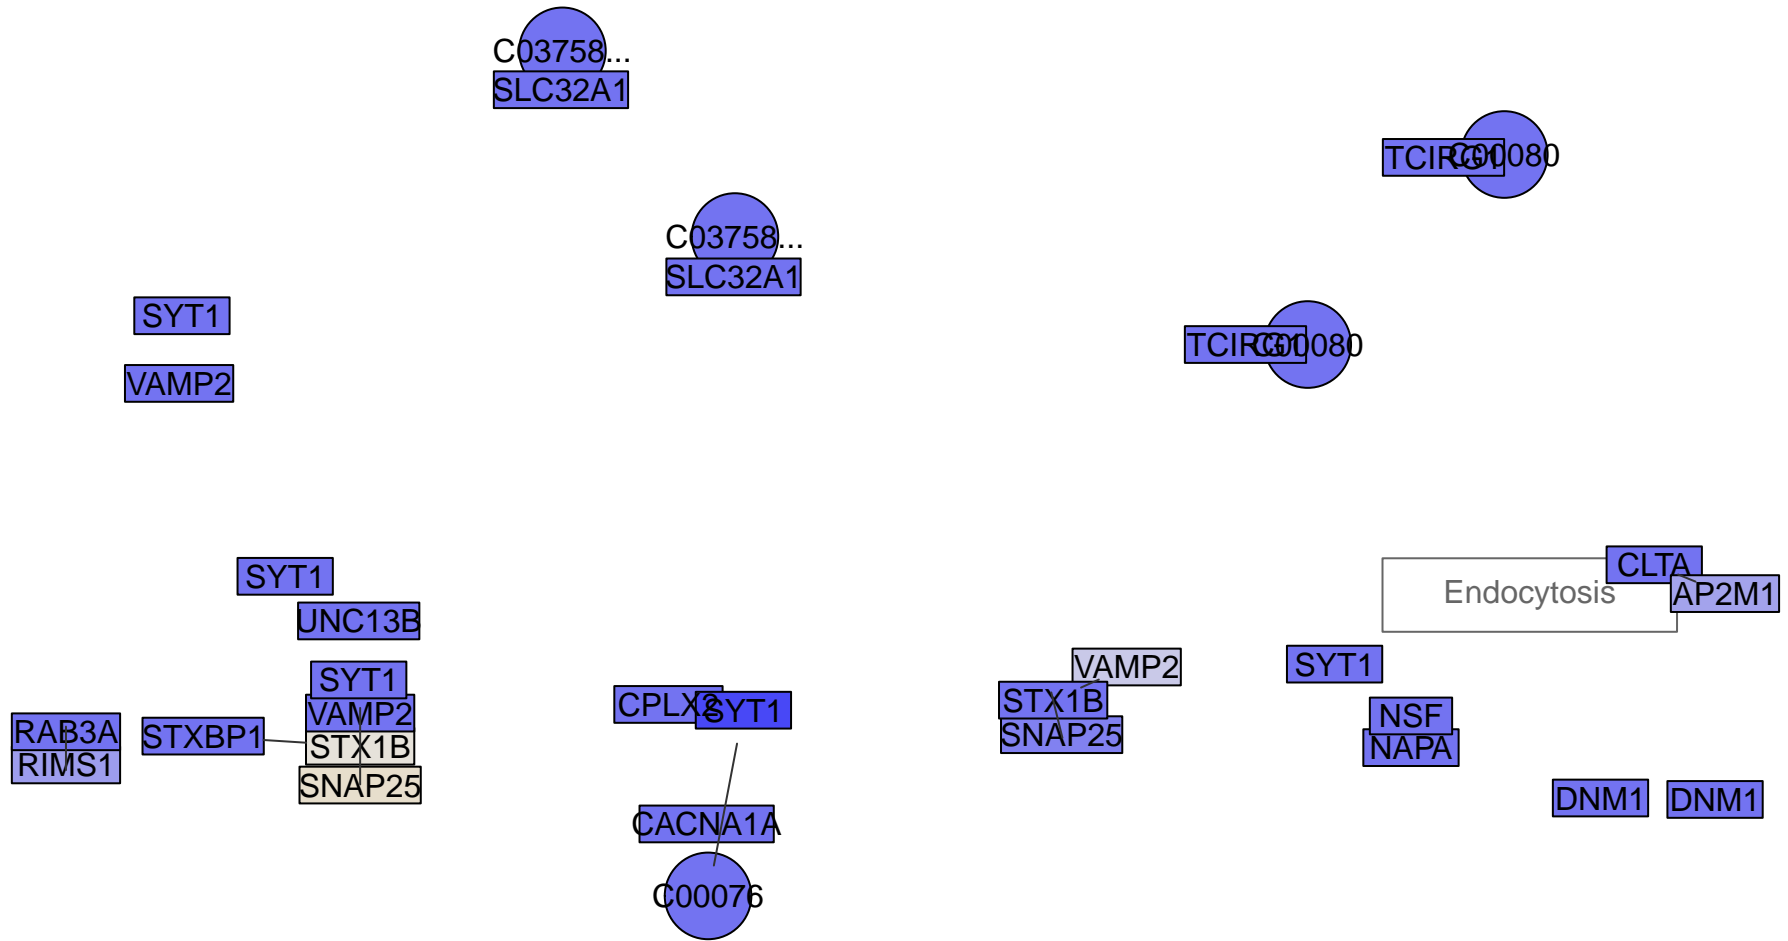 C03758...
SLC32A1
TCIRG1
C00080
C03758...
SLC32A1
SYT1
TCIRG1
C00080
VAMP2
SYT1
CLTA
Endocytosis
AP2M1
UNC13B
SYT1
VAMP2
SYT1
CPLX2
SYT1
STX1B
VAMP2
NSF
RAB3A
STXBP1
STX1B
SNAP25
NAPA
RIMS1
SNAP25
DNM1
DNM1
CACNA1A
C00076